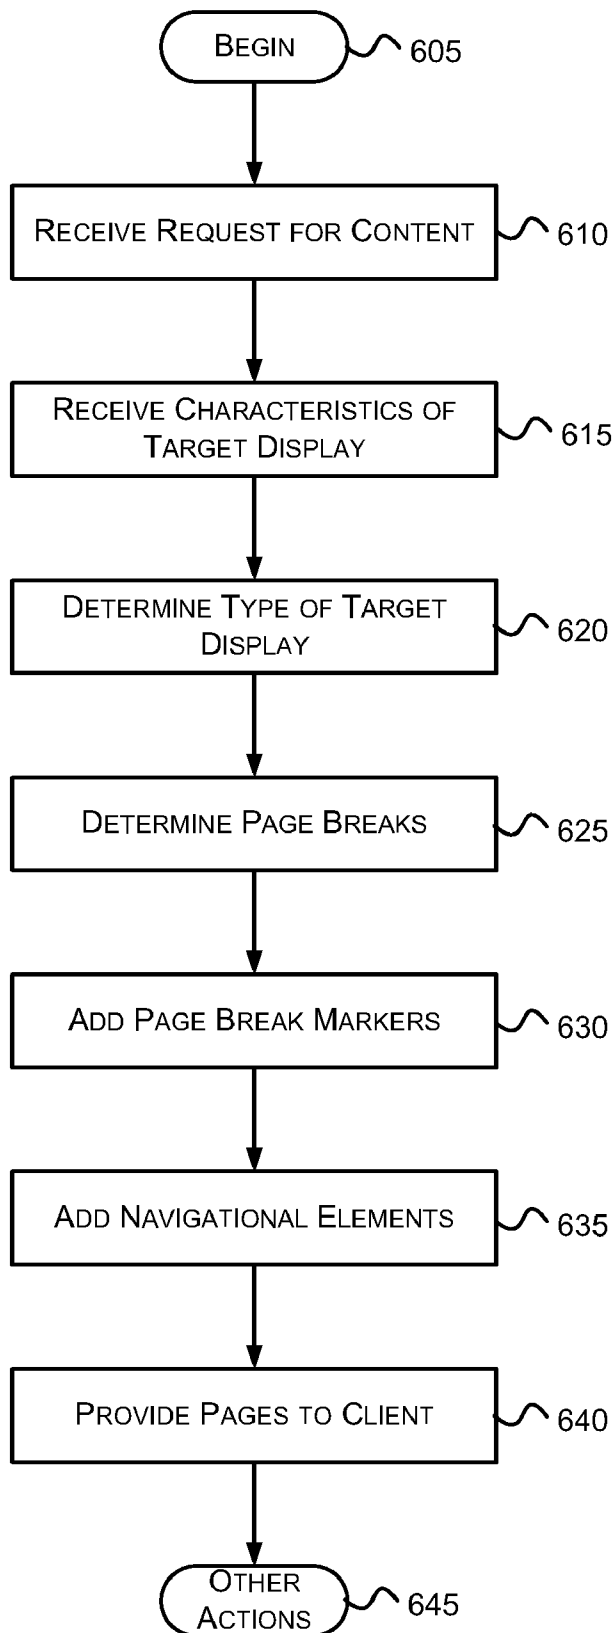 BEGIN
605
RECEIVE REQUEST FOR CONTENT
610
RECEIVE CHARACTERISTICS OF
TARGET DISPLAY
615
DETERMINE TYPE OF TARGET
DISPLAY
620
DETERMINE PAGE BREAKS
625
ADD PAGE BREAK MARKERS
630
ADD NAVIGATIONAL ELEMENTS
635
PROVIDE PAGES TO CLIENT
640
OTHER
ACTIONS
645